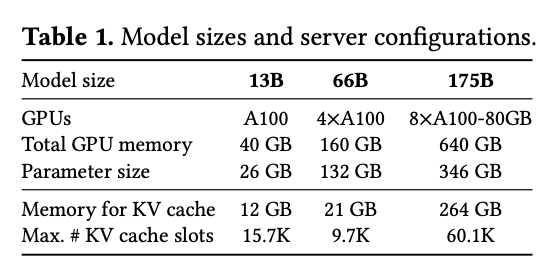 Table 1. Model sizes and server configurations.
Model size 13B 66B 175B
GPUs A100 4×A100 8×A100-80GB
Total GPU memory 40 GB 160 GB 640 GB
Parameter size 26 GB 132 GB 346 GB
Memory for KV cache 12 GB 21 GB 264 GB
Max. # KV cache slots 15.7K 9.7K 60.1K